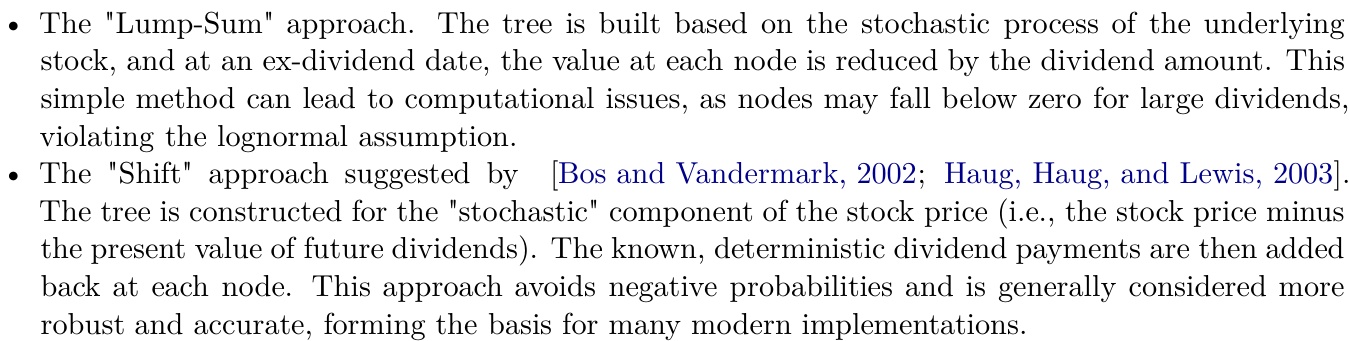 • The "Lump-Sum" approach. The tree is built based on the stochastic process of the underlying
stock, and at an ex-dividend date, the value at each node is reduced by the dividend amount. This
simple method can lead to computational issues, as nodes may fall below zero for large dividends,
violating the lognormal assumption.
• The "Shift" approach suggested by [Bos and Vandermark, 2002; Haug, Haug, and Lewis, 2003].
The tree is constructed for the "stochastic" component of the stock price (i.e., the stock price minus
the present value of future dividends). The known, deterministic dividend payments are then added
back at each node. This approach avoids negative probabilities and is generally considered more
robust and accurate, forming the basis for many modern implementations.